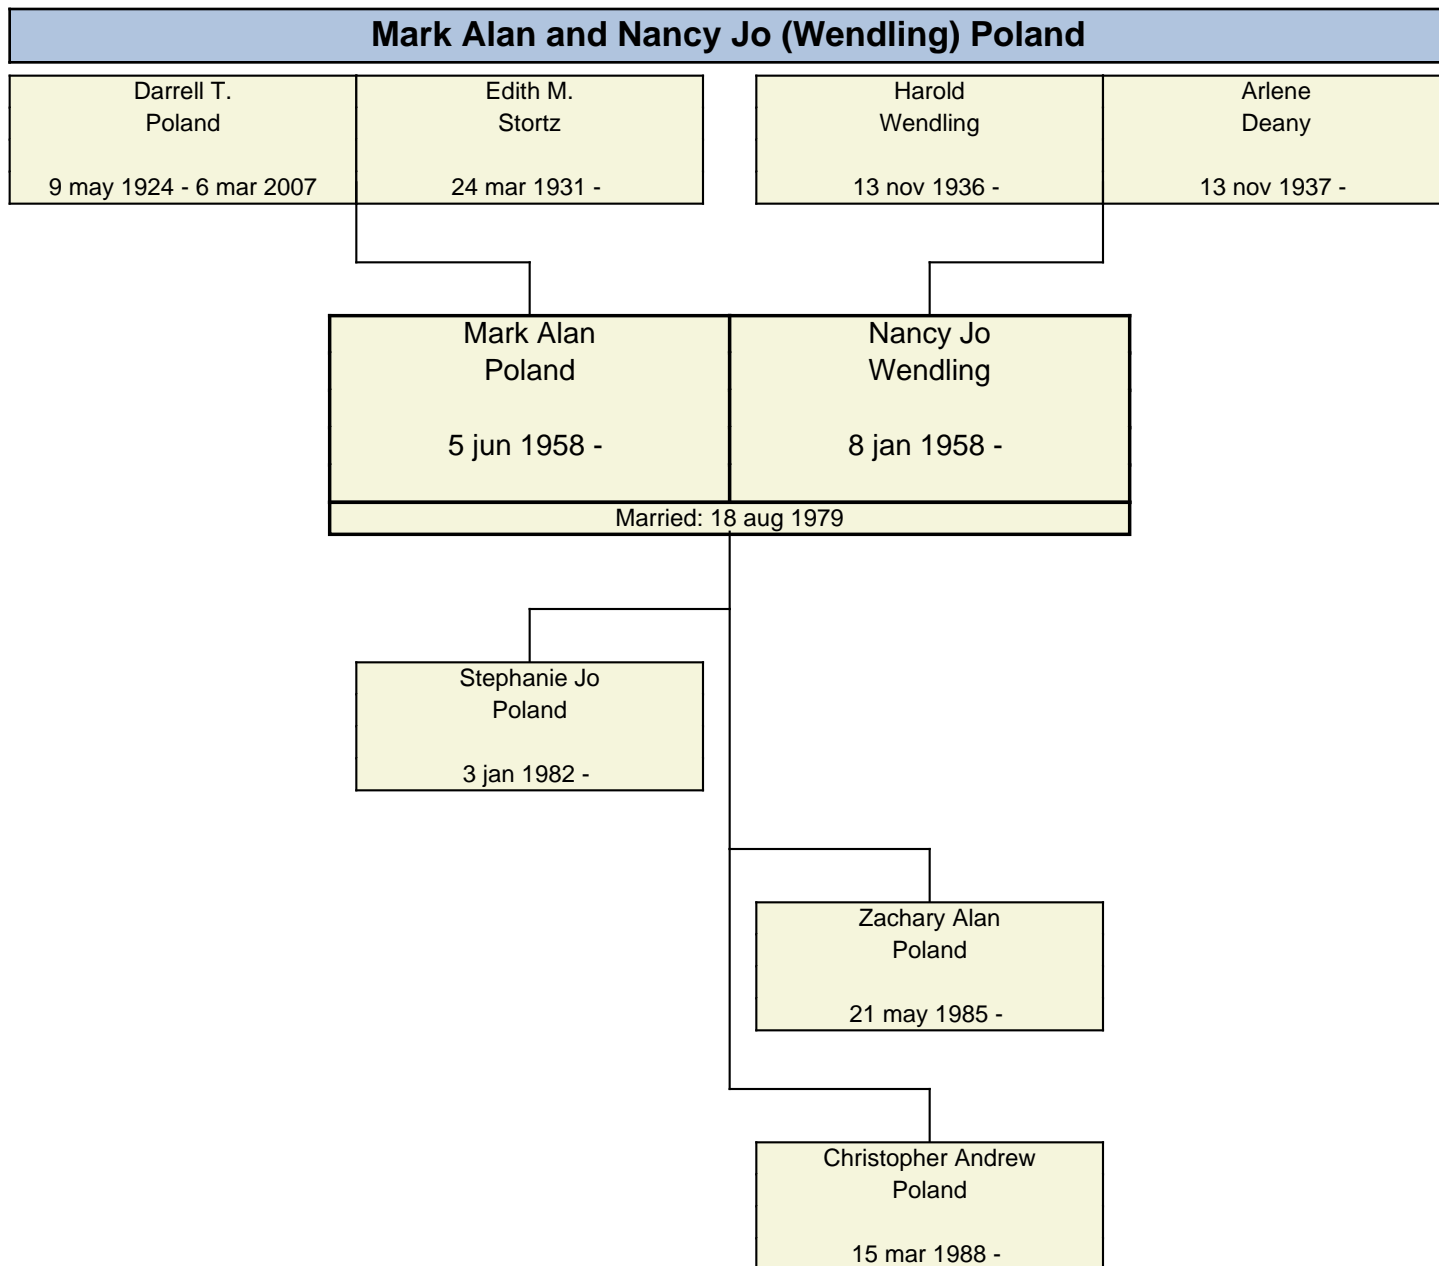 Mark Alan and Nancy Jo (Wendling) Poland
Darrell T.
Poland
9 may 1924 - 6 mar 2007
Edith M.
Stortz
24 mar 1931 -
Harold
Wendling
13 nov 1936 -
Arlene
Deany
13 nov 1937 -
Mark Alan
Poland
5 jun 1958 -
Nancy Jo
Wendling
8 jan 1958 -
Married: 18 aug 1979
Stephanie Jo
Poland
3 jan 1982 -
Zachary Alan
Poland
21 may 1985 -
Christopher Andrew
Poland
15 mar 1988 -